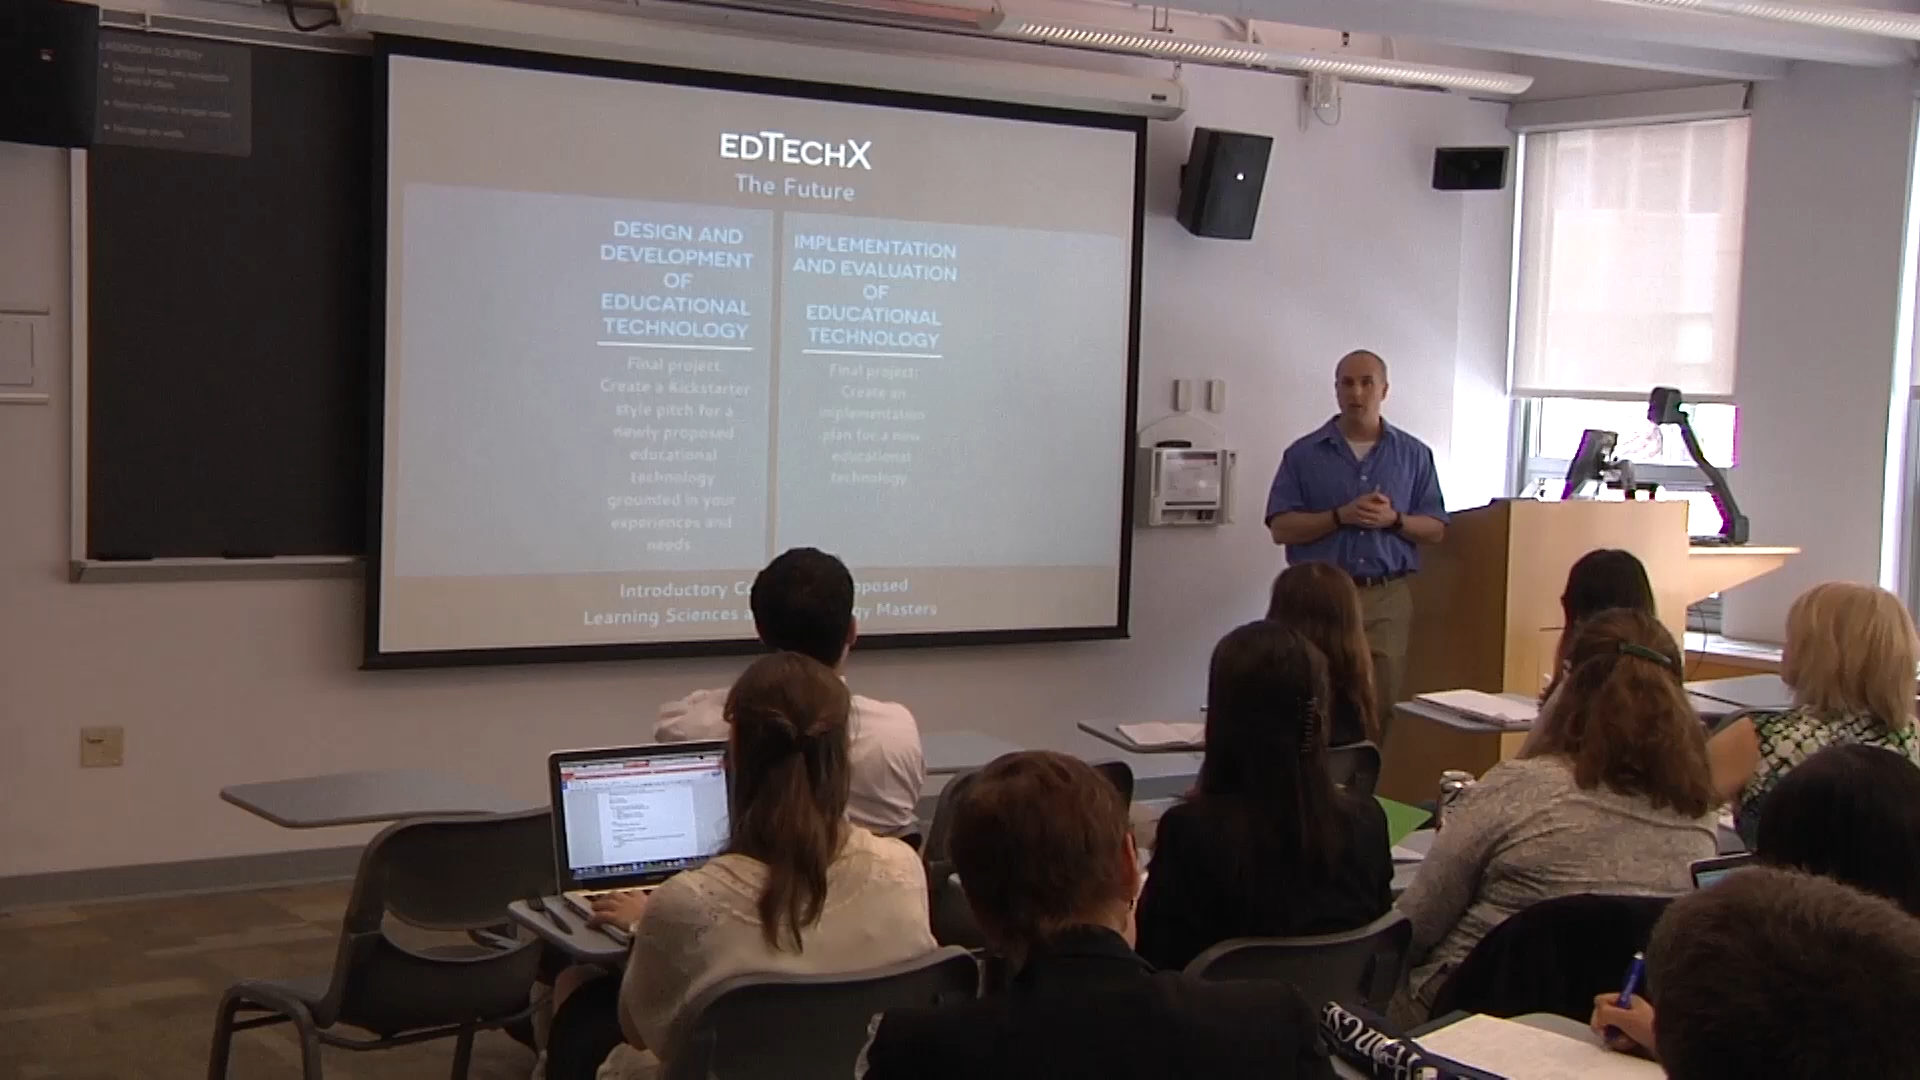 CLASSROOM COURTESY
EDTECHX
The Future
DESIGN AND
DEVELOPMENT
OF
EDUCATIONAL
TECHNOLOGY
Final project:
Create a Kickstarter
style pitch for a
newly proposed
educational
technology
grounded in your
experiences and
needs
IMPLEMENTATION
AND EVALUATION
OF
EDUCATIONAL
TECHNOLOGY
Final project:
Create an
implementation
plan for a new
educational
technology
Introductory
Learning Sciences Masters